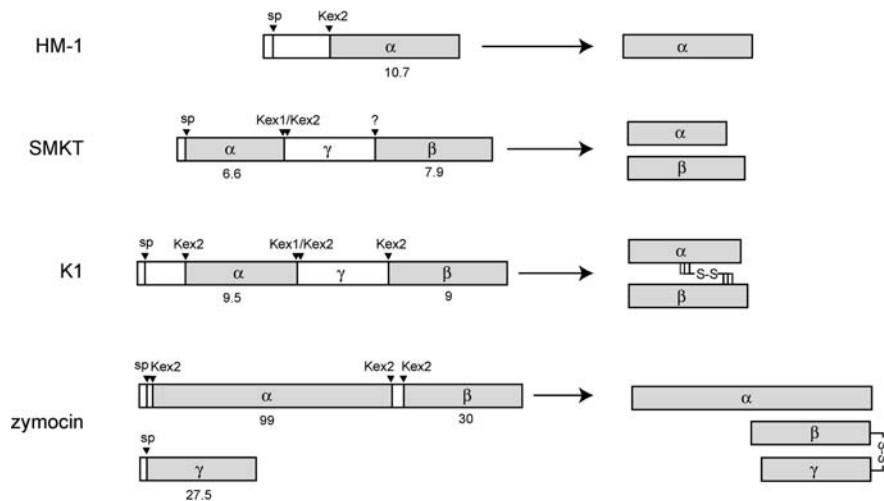 sp Kex2
HM-1 α α
10.7
sp Kex1/Kex2 ?
SMKT α γ β α
6.6 7.9 β
sp Kex2 Kex1/Kex2 Kex2
K1 α γ β α
S-S
9.5 9 β
sp Kex2 Kex2 Kex2
α β α
99 30
zymocin β
sp S-S
γ γ
27.5